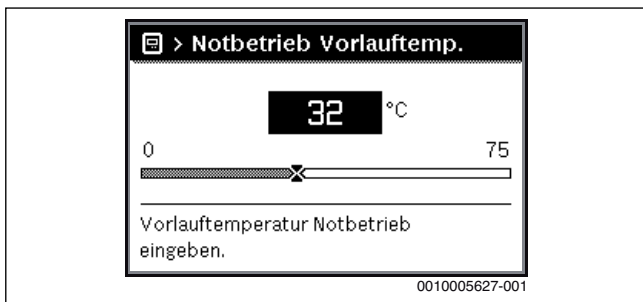 > Notbetrieb Vorlauftemp.
32 °C
0 75
Vorlauftemperatur Notbetrieb
eingeben.
0010005627-001